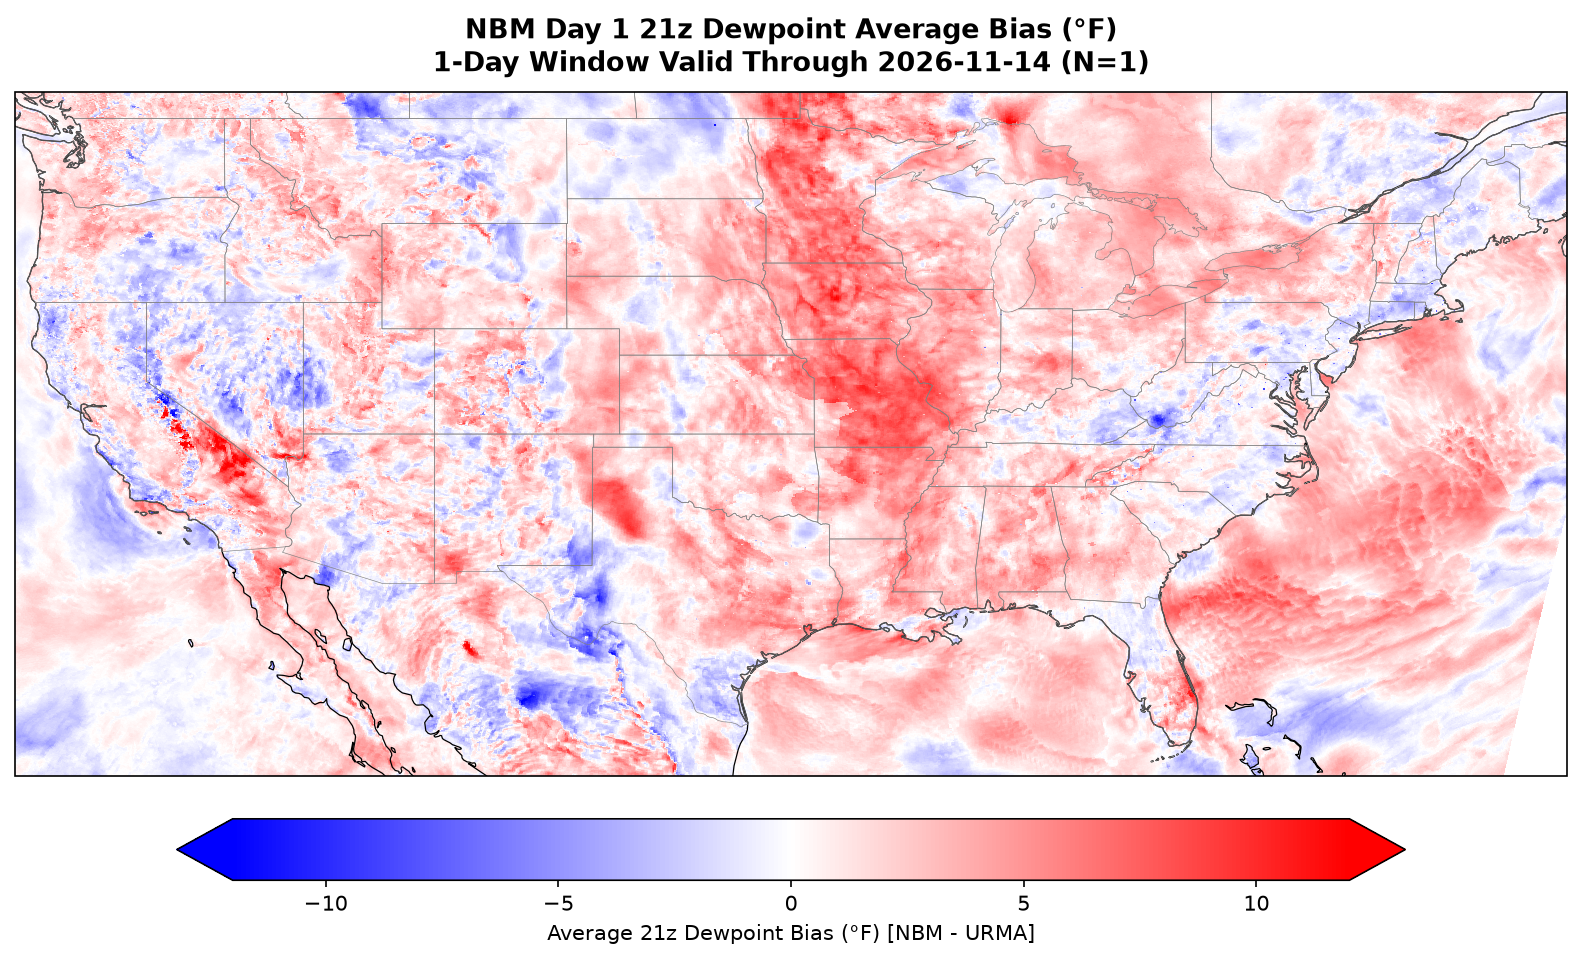 NBM Day 1 21z Dewpoint Average Bias (°F)
1-Day Window Valid Through 2026-11-14 (N=1)
−10 −5 0 5 10
Average 21z Dewpoint Bias (°F) [NBM - URMA]